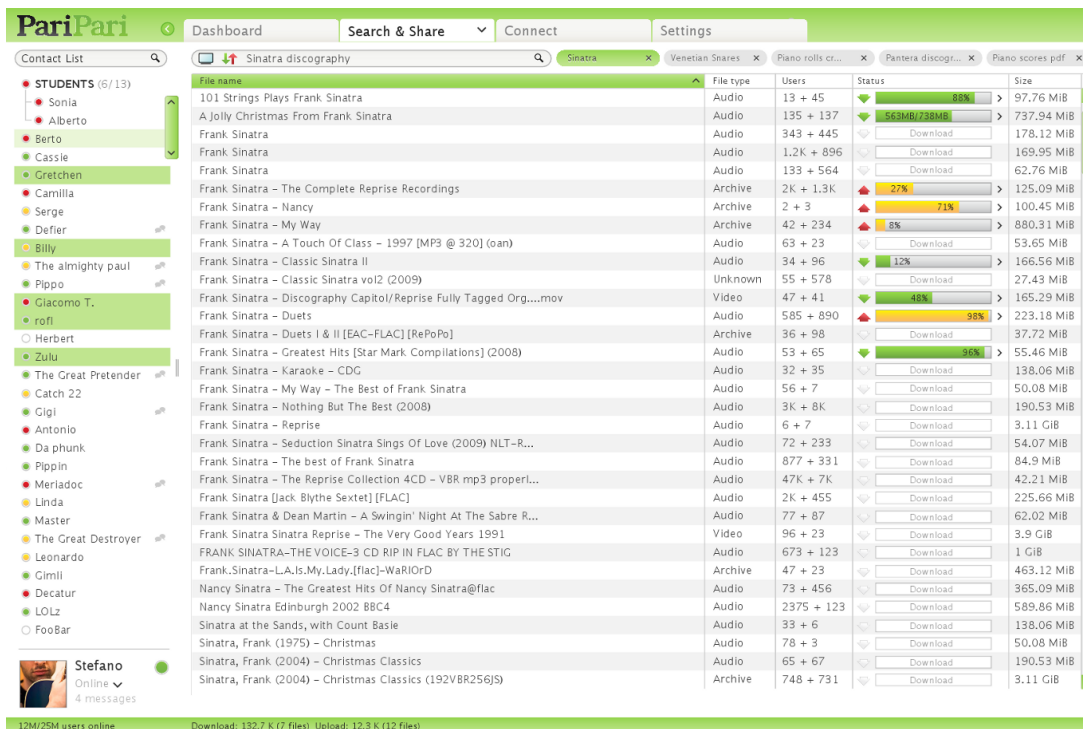 PariPari Dashboard Search & Share Connect Settings
Contact List Sinatra discography Sinatra x Venetian Snares x Piano rolls cr... x Pantera discogr... x Piano scores pdf x
STUDENTS (6/13) File name File type Users Status Size
Sonia 101 Strings Plays Frank Sinatra Audio 13 + 45 88% > 97.76 MiB
Alberto A Jolly Christmas From Frank Sinatra Audio 135 + 137 563MB/738MB > 737.94 MiB
Berto Frank Sinatra Audio 343 + 445 Download 178.12 MiB
Cassie Frank Sinatra Audio 1.2K + 896 Download 169.95 MiB
Gretchen Frank Sinatra Audio 133 + 564 Download 62.76 MiB
Camilla Frank Sinatra - The Complete Reprise Recordings Archive 2K + 1.3K 27% > 125.09 MiB
Serge Frank Sinatra - Nancy Archive 2 + 3 71% > 100.45 MiB
Defier Frank Sinatra - My Way Archive 42 + 234 8% > 880.31 MiB
Billy Frank Sinatra - A Touch Of Class - 1997 [MP3 @ 320] (oan) Audio 63 + 23 Download 53.65 MiB
The almighty paul Frank Sinatra - Classic Sinatra II Audio 34 + 96 12% > 166.56 MiB
Pippo Frank Sinatra - Classic Sinatra vol2 (2009) Unknown 55 + 578 Download 27.43 MiB
Giacomo T. Frank Sinatra - Discography Capitol/Reprise Fully Tagged Org....mov Video 47 + 41 48% > 165.29 MiB
rofl Frank Sinatra - Duets Audio 585 + 890 98% > 223.18 MiB
Herbert Frank Sinatra - Duets I & II [EAC-FLAC] [RePoPo] Archive 36 + 98 Download 37.72 MiB
Zulu Frank Sinatra - Greatest Hits [Star Mark Compilations] (2008) Audio 53 + 65 96% > 55.46 MiB
The Great Pretender Frank Sinatra - Karaoke - CDG Audio 32 + 35 Download 138.06 MiB
Catch 22 Frank Sinatra - My Way - The Best of Frank Sinatra Audio 56 + 7 Download 50.08 MiB
Gigi Frank Sinatra - Nothing But The Best (2008) Audio 3K + 8K Download 190.53 MiB
Antonio Frank Sinatra - Reprise Audio 6 + 7 Download 3.11 GiB
Da phunk Frank Sinatra - Seduction Sinatra Sings Of Love (2009) NLT-R... Audio 72 + 233 Download 54.07 MiB
Pippin Frank Sinatra - The best of Frank Sinatra Audio 877 + 331 Download 84.9 MiB
Meriadoc Frank Sinatra - The Reprise Collection 4CD - VBR mp3 properl... Audio 47K + 7K Download 42.21 MiB
Linda Frank Sinatra [Jack Blythe Sextet] [FLAC] Audio 2K + 455 Download 225.66 MiB
Master Frank Sinatra & Dean Martin - A Swingin' Night At The Sabre R... Audio 77 + 87 Download 62.02 MiB
The Great Destroyer Frank Sinatra Sinatra Reprise - The Very Good Years 1991 Video 96 + 23 Download 3.9 GiB
Leonardo FRANK SINATRA-THE VOICE-3 CD RIP IN FLAC BY THE STIG Audio 673 + 123 Download 1 GiB
Gimli Frank.Sinatra-L.A.Is.My.Lady.[flac]-WaRlOrD Archive 47 + 23 Download 463.12 MiB
Decatur Nancy Sinatra - The Greatest Hits Of Nancy Sinatra@flac Audio 73 + 456 Download 365.09 MiB
LOLz Nancy Sinatra Edinburgh 2002 BBC4 Audio 2375 + 123 Download 589.86 MiB
FooBar Sinatra at the Sands, with Count Basie Audio 33 + 6 Download 138.06 MiB
Sinatra, Frank (1975) - Christmas Audio 78 + 3 Download 50.08 MiB
Stefano Sinatra, Frank (2004) - Christmas Classics Audio 65 + 67 Download 190.53 MiB
Online Sinatra, Frank (2004) - Christmas Classics (192VBR256JS) Archive 748 + 731 Download 3.11 GiB
4 messages
12M/25M users online Download: 132,7 K (7 files) Upload: 12,3 K (12 files)